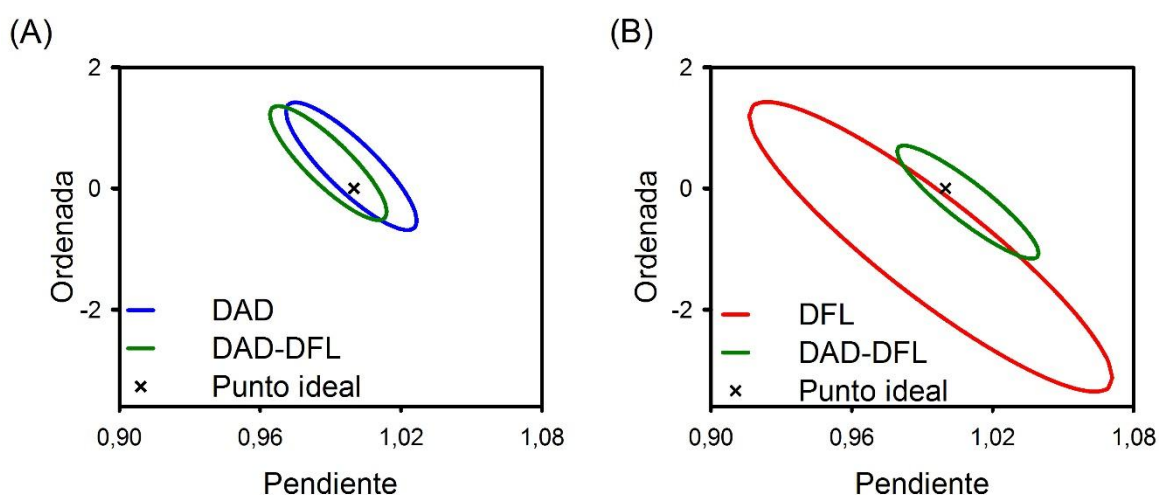 (A)
2
0
-2
Ordenada
DAD
DAD-DFL
× Punto ideal
0,90 0,96 1,02 1,08
Pendiente
(B)
2
0
-2
Ordenada
DFL
DAD-DFL
× Punto ideal
0,90 0,96 1,02 1,08
Pendiente